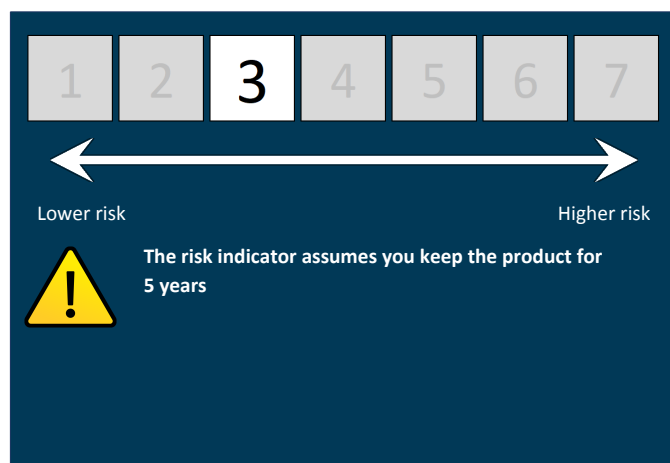 1 2 3 4 5 6 7
Lower risk Higher risk
The risk indicator assumes you keep the product for
5 years